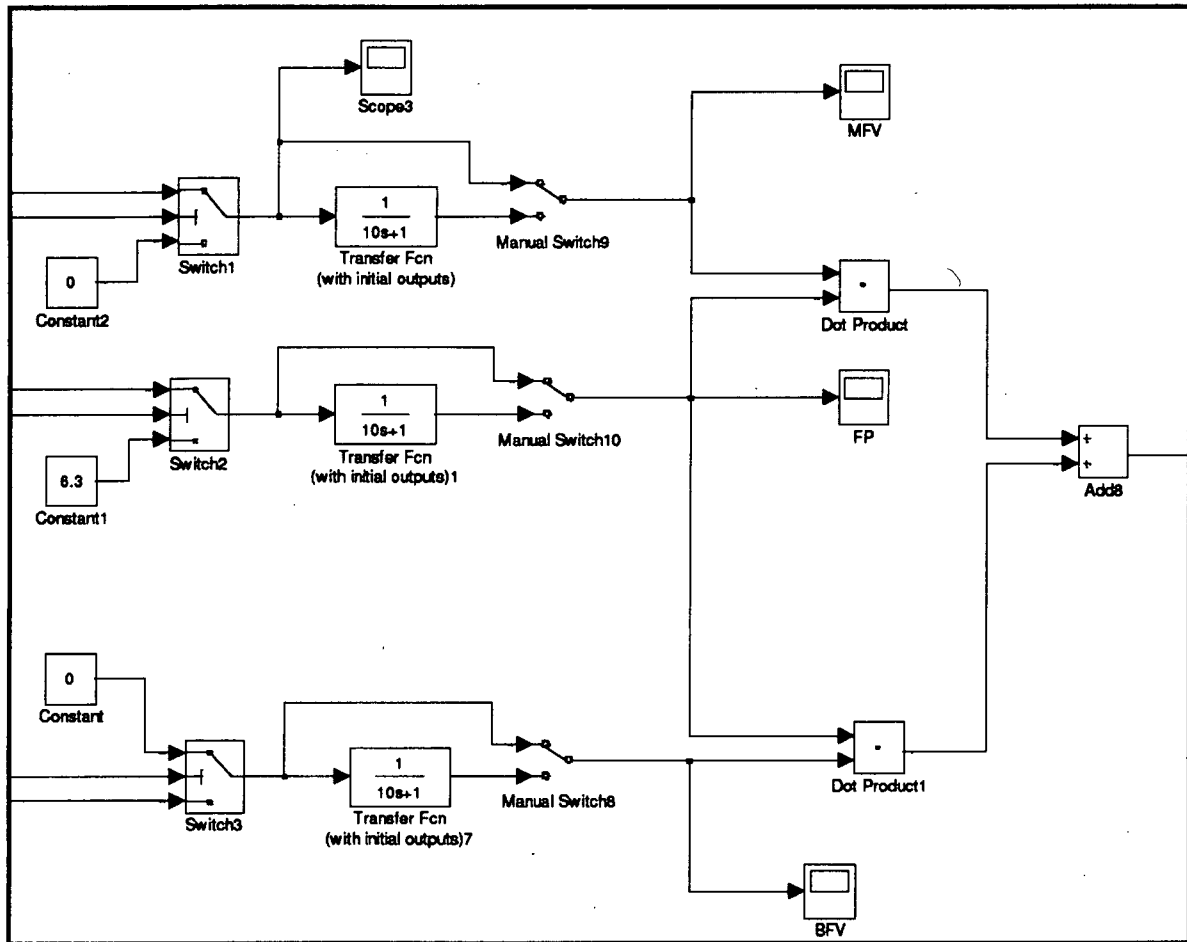 Scope3
MFV
Switch1
1
10s+1
Transfer Fcn
(with initial outputs)
Manual Switch9
0
Constant2
Dot Product
Switch2
1
10s+1
Transfer Fcn
(with initial outputs)1
Manual Switch10
FP
6.3
Constant1
+
+
Add8
0
Constant
Switch3
1
10s+1
Transfer Fcn
(with initial outputs)7
Manual Switch8
Dot Product1
BFV